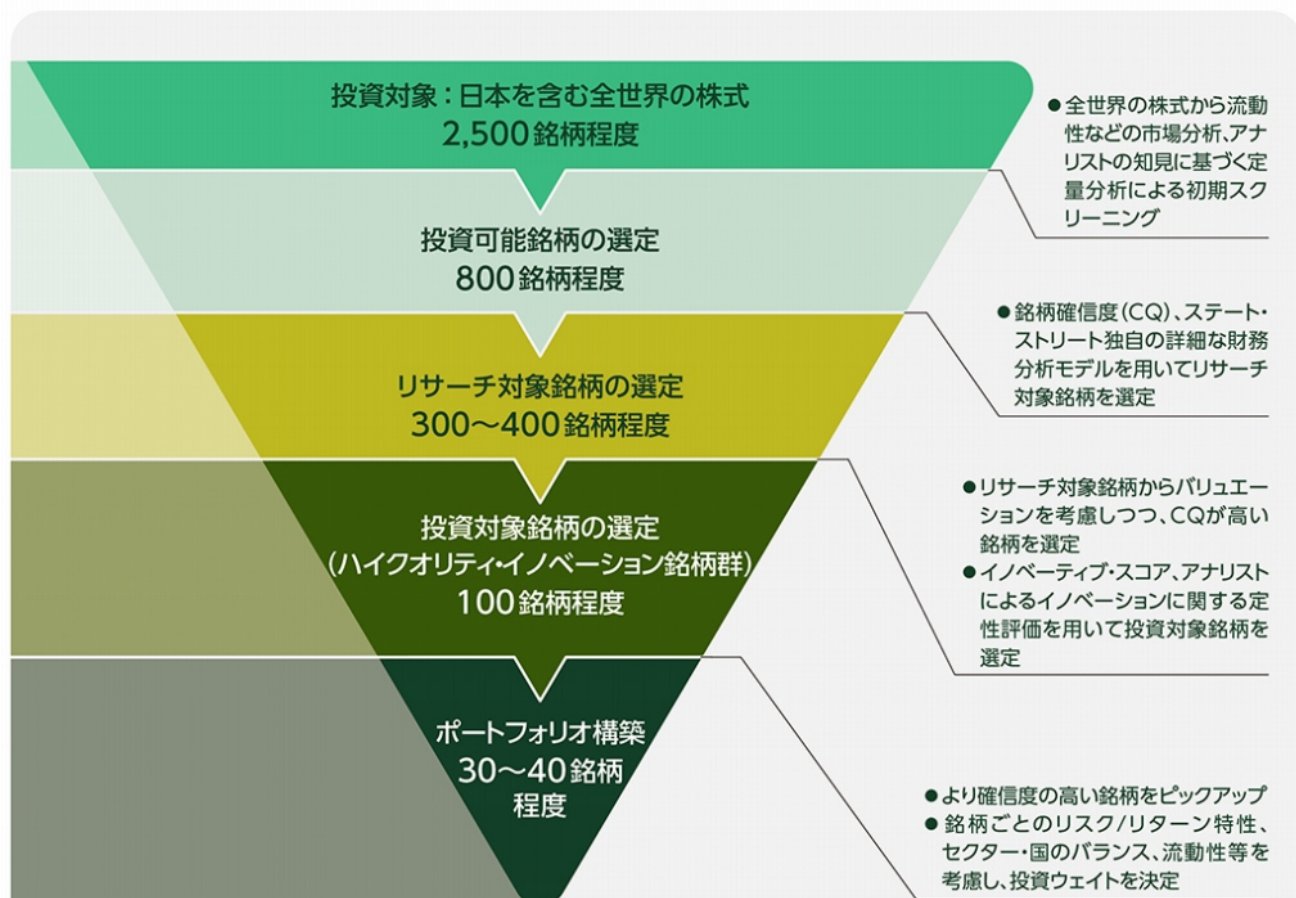 投資対象：日本を含む全世界の株式
2,500銘柄程度
●全世界の株式から流動
性などの市場分析、アナ
リストの知見に基づく定
量分析による初期スク
リーニング
投資可能銘柄の選定
800銘柄程度
●銘柄確信度(CQ)、ステート・
ストリート独自の詳細な財務
分析モデルを用いてリサーチ
対象銘柄を選定
リサーチ対象銘柄の選定
300〜400銘柄程度
●リサーチ対象銘柄からバリュエー
ションを考慮しつつ、CQが高い
銘柄を選定
●イノベーティブ・スコア、アナリスト
によるイノベーションに関する定
性評価を用いて投資対象銘柄を
選定
投資対象銘柄の選定
(ハイクオリティ・イノベーション銘柄群)
100銘柄程度
ポートフォリオ構築
30〜40銘柄
程度
●より確信度の高い銘柄をピックアップ
●銘柄ごとのリスク/リターン特性、
セクター・国のバランス、流動性等を
考慮し、投資ウェイトを決定